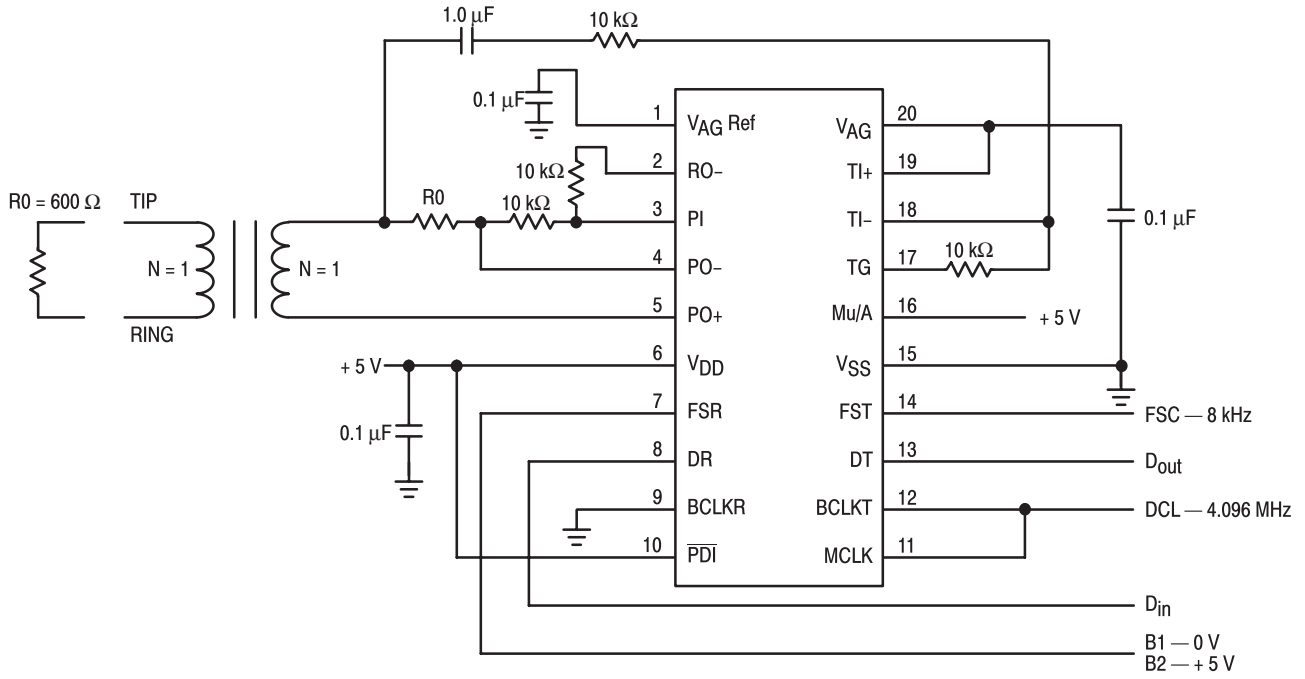 1.0 μF
10 kΩ
0.1 μF
1
VAG Ref
VAG
20
10 kΩ
2
RO–
TI+
19
R0 = 600 Ω
TIP
R0
10 kΩ
3
PI
TI–
18
0.1 μF
N = 1
N = 1
4
PO–
TG
17
10 kΩ
RING
5
PO+
Mu/A
16
+ 5 V
+ 5 V
6
VDD
VSS
15
0.1 μF
7
FSR
FST
14
FSC — 8 kHz
8
DR
DT
13
Dout
9
BCLKR
BCLKT
12
DCL — 4.096 MHz
10
PDI
MCLK
11
Din
B1 — 0 V
B2 — + 5 V